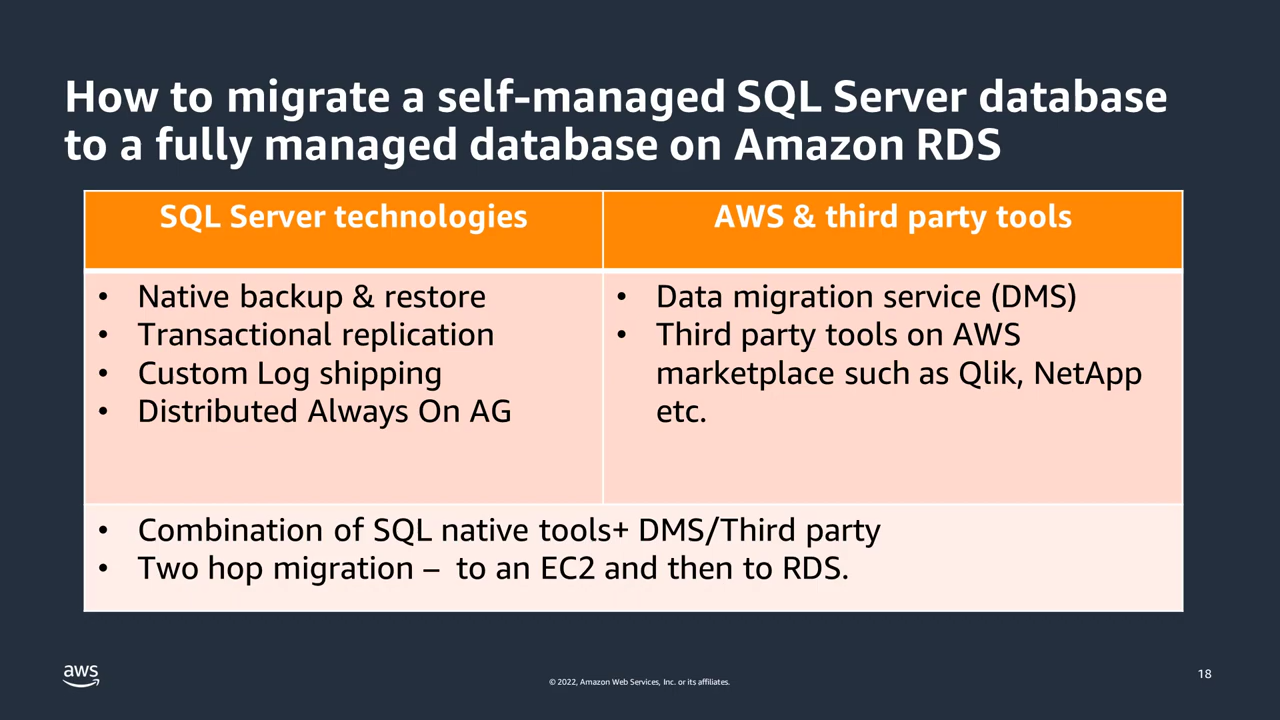 How to migrate a self-managed SQL Server database
to a fully managed database on Amazon RDS
SQL Server technologies
AWS & third party tools
• Native backup & restore
• Transactional replication
• Custom Log shipping
• Distributed Always On AG
• Data migration service (DMS)
• Third party tools on AWS
marketplace such as Qlik, NetApp
etc.
• Combination of SQL native tools+ DMS/Third party
• Two hop migration – to an EC2 and then to RDS.
aws
© 2022, Amazon Web Services, Inc. or its affiliates.
18